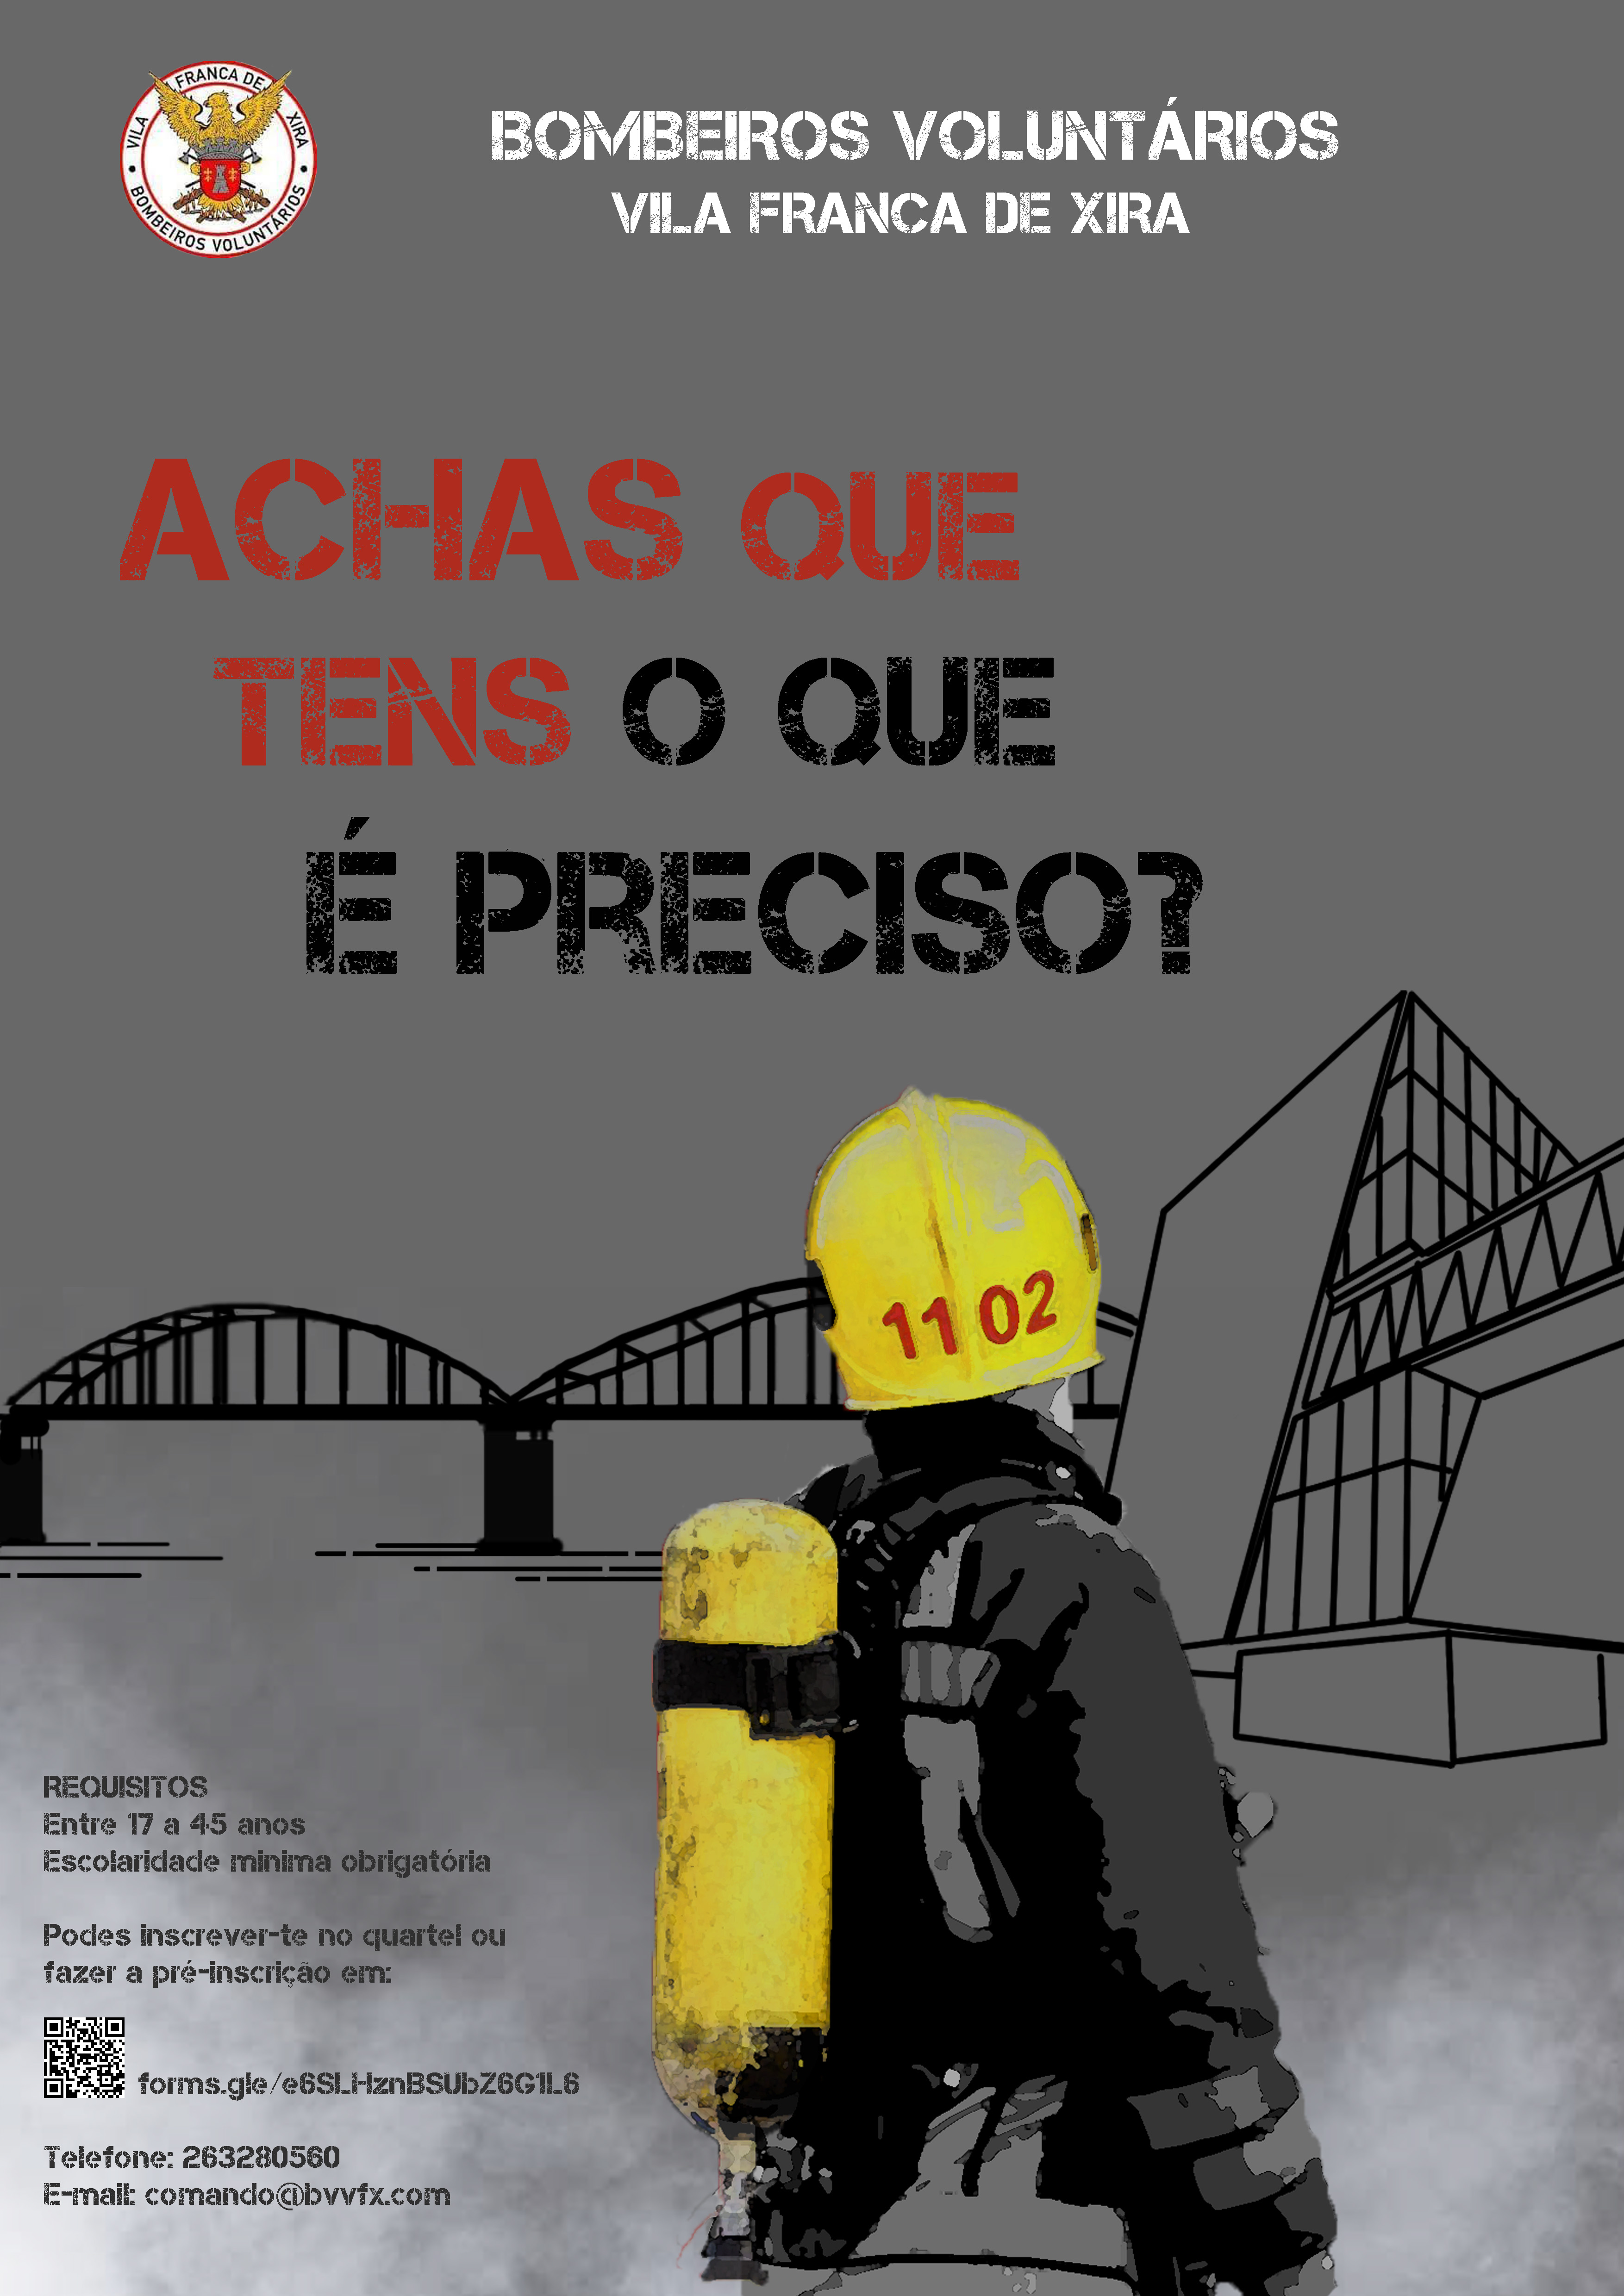 VILA FRANCA DE XIRA
BOMBEIROS VOLUNTÁRIOS
BOMBEIROS VOLUNTÁRIOS
VILA FRANCA DE XIRA
ACHAS QUE
TENS O QUE
É PRECISO?
11 02
REQUISITOS
Entre 17 a 45 anos
Escolaridade minima obrigatória
Podes inscrever-te no quartel ou
fazer a pré-inscrição em:
forms.gle/e6SLHznBSUbZ6G1L6
Telefone: 263280560
E-mail: comando@bvvfx.com